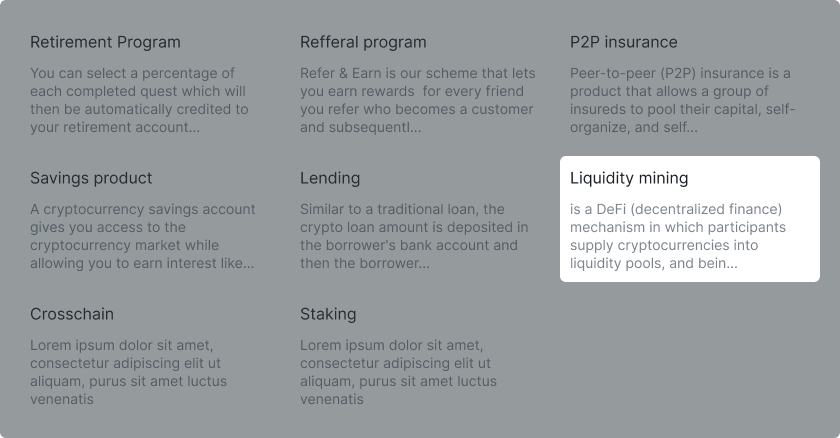 Retirement Program
You can select a percentage of
each completed quest which will
then be automatically credited to
your retirement account...
Refferal program
Refer & Earn is our scheme that lets
you earn rewards  for every friend
you refer who becomes a customer
and subsequentl...
P2P insurance
Peer-to-peer (P2P) insurance is a
product that allows a group of
insureds to pool their capital, self-
organize, and self...
Savings product
A cryptocurrency savings account
gives you access to the
cryptocurrency market while
allowing you to earn interest like...
Lending
Similar to a traditional loan, the
crypto loan amount is deposited in
the borrower's bank account and
then the borrower...
Liquidity mining
is a DeFi (decentralized finance)
mechanism in which participants
supply cryptocurrencies into
liquidity pools, and bein...
Crosschain
Lorem ipsum dolor sit amet,
consectetur adipiscing elit ut
aliquam, purus sit amet luctus
venenatis
Staking
Lorem ipsum dolor sit amet,
consectetur adipiscing elit ut
aliquam, purus sit amet luctus
venenatis